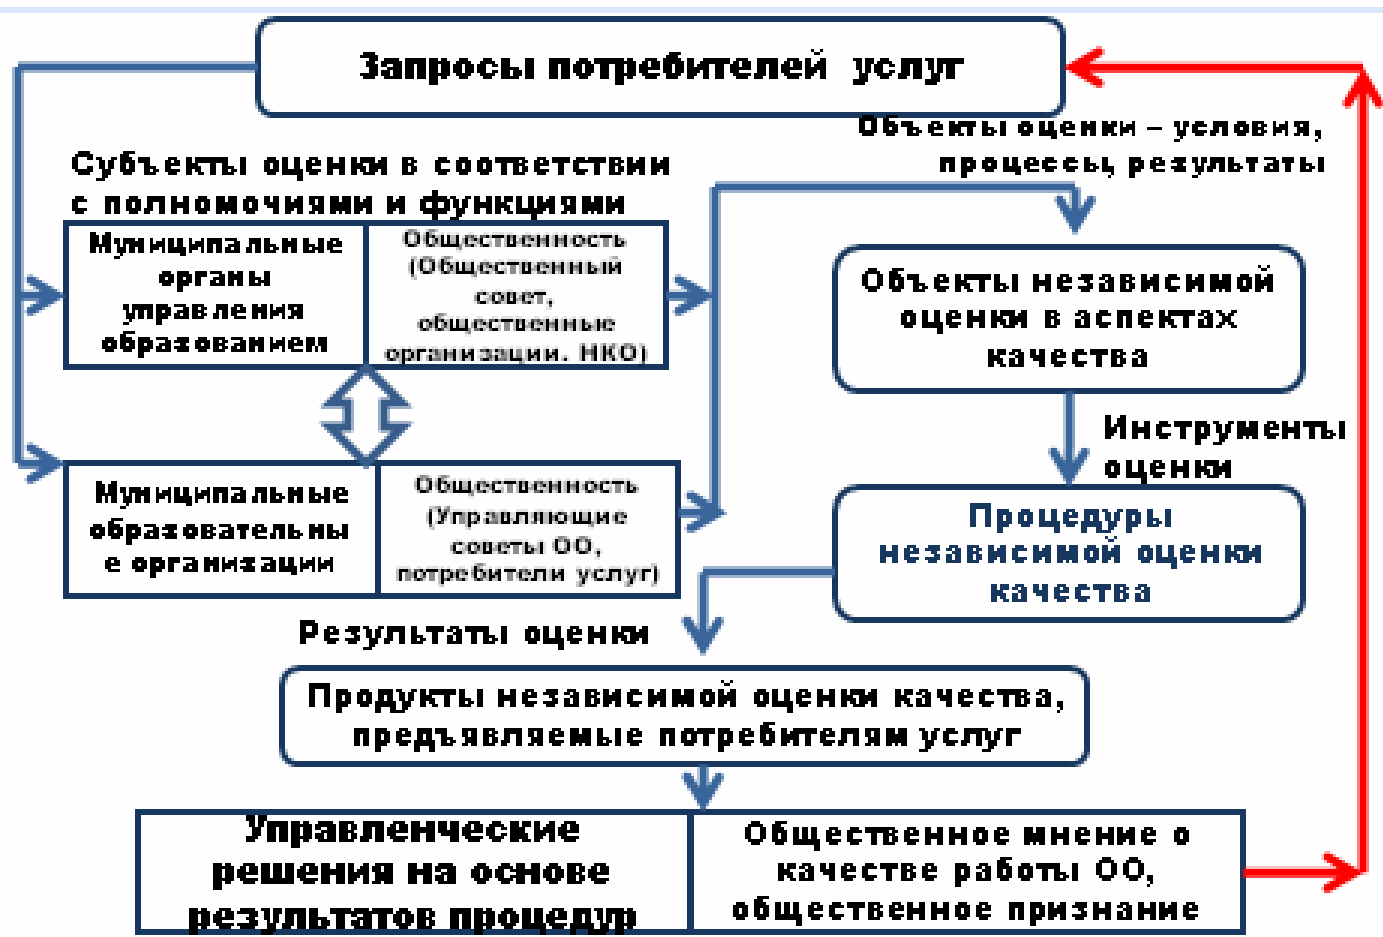 Запросы потребителей услуг
Объекты оценки – условия,
процессы, результаты
Субъекты оценки в соответствии
с полномочиями и функциями
Муниципальные
органы
управления
образованием
Общественность
(Общественный
совет,
общественные
организации. НКО)
Объекты независимой
оценки в аспектах
качества
Инструменты
оценки
Муниципальные
образовательны
е организации
Общественность
(Управляющие
советы ОО,
потребители услуг)
Процедуры
независимой оценки
качества
Результаты оценки
Продукты независимой оценки качества,
предъявляемые потребителям услуг
Управленческие
решения на основе
результатов процедур
Общественное мнение о
качестве работы ОО,
общественное признание